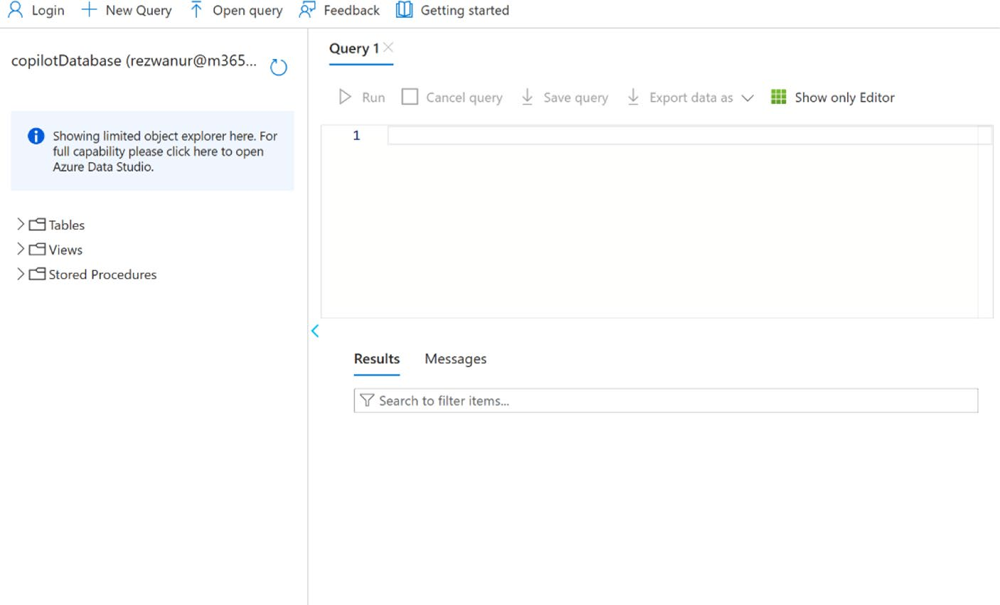 Login New Query Open query Feedback Getting started
copilotDatabase (rezwanur@m365...
Showing limited object explorer here. For
full capability please click here to open
Azure Data Studio.
Tables
Views
Stored Procedures
Query 1
Run Cancel query Save query Export data as Show only Editor
1
Results Messages
Search to filter items...